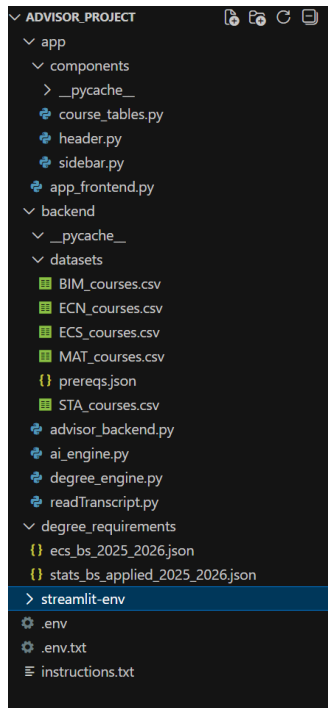 ADVISOR_PROJECT
app
components
__pycache__
course_tables.py
header.py
sidebar.py
app_frontend.py
backend
__pycache__
datasets
BIM_courses.csv
ECN_courses.csv
ECS_courses.csv
MAT_courses.csv
{} prereqs.json
STA_courses.csv
advisor_backend.py
ai_engine.py
degree_engine.py
readTranscript.py
degree_requirements
{} ecs_bs_2025_2026.json
{} stats_bs_applied_2025_2026.json
streamlit-env
.env
.env.txt
instructions.txt